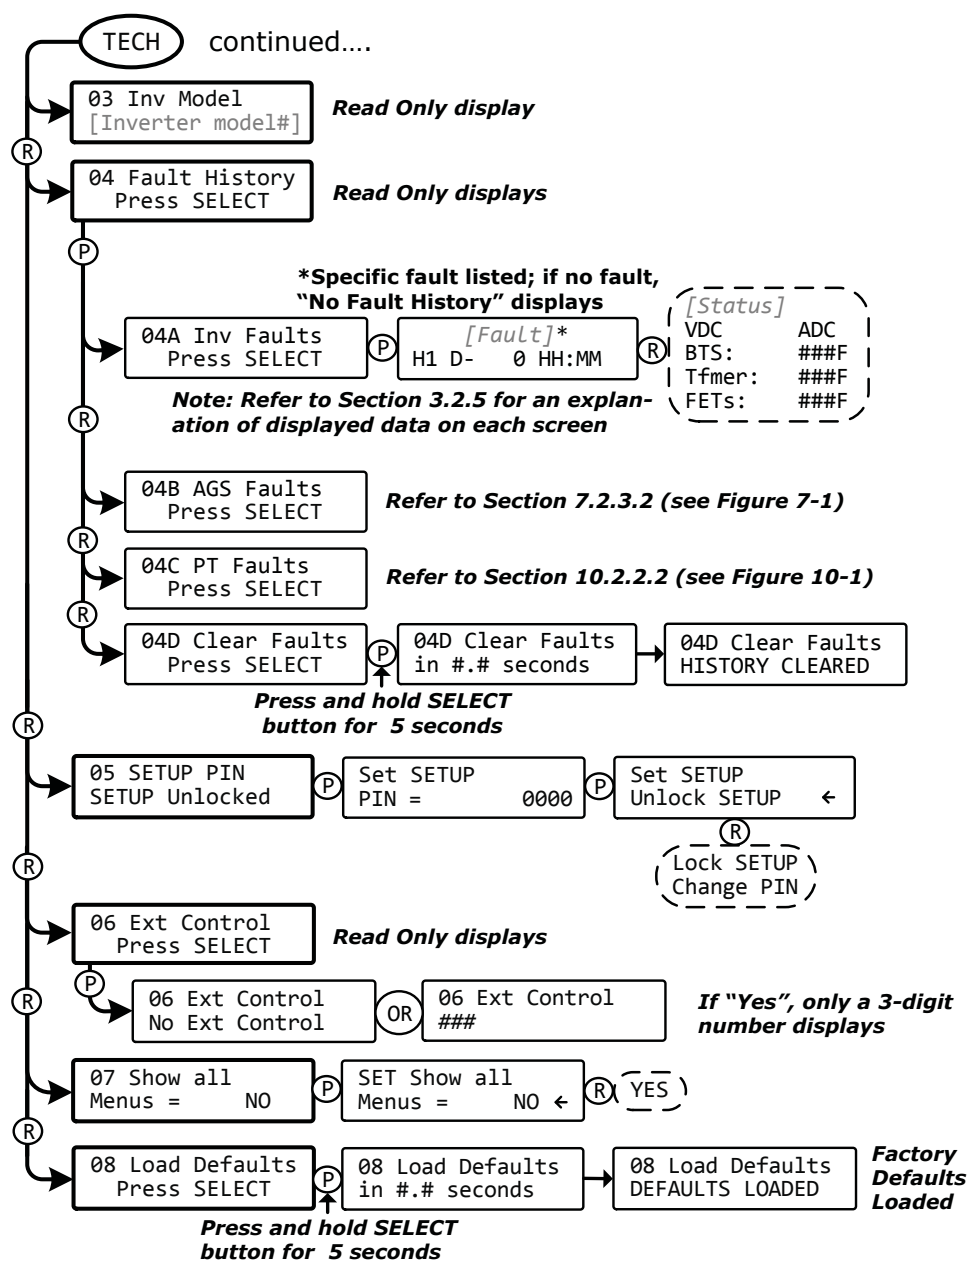 TECH continued....
03 Inv Model
[Inverter model#]
Read Only display
R
04 Fault History
Press SELECT
Read Only displays
P
*Specific fault listed; if no fault,
“No Fault History” displays
04A Inv Faults
Press SELECT
P
[Fault]*
H1 D- 0 HH:MM
R
[Status]
VDC ADC
BTS: ###F
Tfmer: ###F
FETs: ###F
Note: Refer to Section 3.2.5 for an explan-
ation of displayed data on each screen
R
04B AGS Faults
Press SELECT
Refer to Section 7.2.3.2 (see Figure 7-1)
R
04C PT Faults
Press SELECT
Refer to Section 10.2.2.2 (see Figure 10-1)
R
04D Clear Faults
Press SELECT
P
04D Clear Faults
in #.# seconds
04D Clear Faults
HISTORY CLEARED
Press and hold SELECT
button for 5 seconds
R
05 SETUP PIN
SETUP Unlocked
P
Set SETUP
PIN = 0000
P
Set SETUP
Unlock SETUP ←
R
Lock SETUP
Change PIN
R
06 Ext Control
Press SELECT
Read Only displays
P
R
06 Ext Control
No Ext Control
OR
06 Ext Control
###
If “Yes”, only a 3-digit
number displays
07 Show all
Menus = NO
P
SET Show all
Menus = NO ←
R
YES
R
08 Load Defaults
Press SELECT
P
08 Load Defaults
in #.# seconds
08 Load Defaults
DEFAULTS LOADED
Factory
Defaults
Loaded
Press and hold SELECT
button for 5 seconds